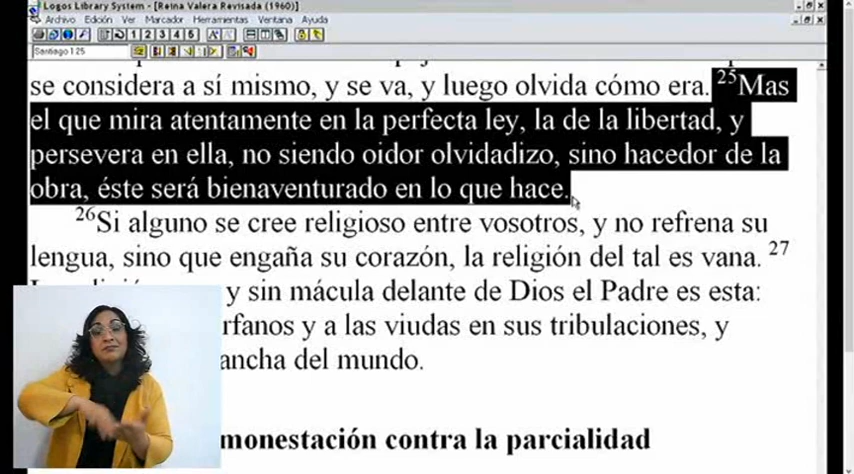 Logos Library System - [Reina Valera Revisada (1960)]
Archivo Edición Ver Marcador Herramientas Ventana Ayuda
1 2 3 4 5
Santiago 1 25
se considera a sí mismo, y se va, y luego olvida cómo era. 25Mas
el que mira atentamente en la perfecta ley, la de la libertad, y
persevera en ella, no siendo oidor olvidadizo, sino hacedor de la
obra, éste será bienaventurado en lo que hace.
26Si alguno se cree religioso entre vosotros, y no refrena su
lengua, sino que engaña su corazón, la religión del tal es vana. 27
y sin mácula delante de Dios el Padre es esta:
rfanos y a las viudas en sus tribulaciones, y
ancha del mundo.
monestación contra la parcialidad